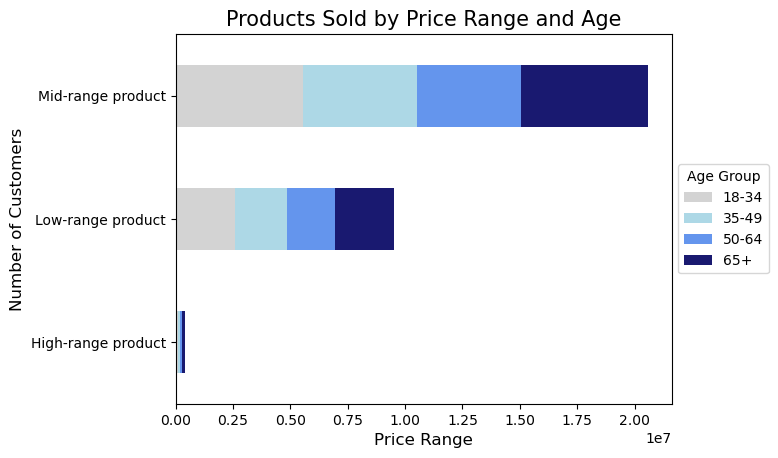 Products Sold by Price Range and Age
Number of Customers
Mid-range product
Low-range product
High-range product
Age Group
18-34
35-49
50-64
65+
0.00 0.25 0.50 0.75 1.00 1.25 1.50 1.75 2.00
1e7
Price Range